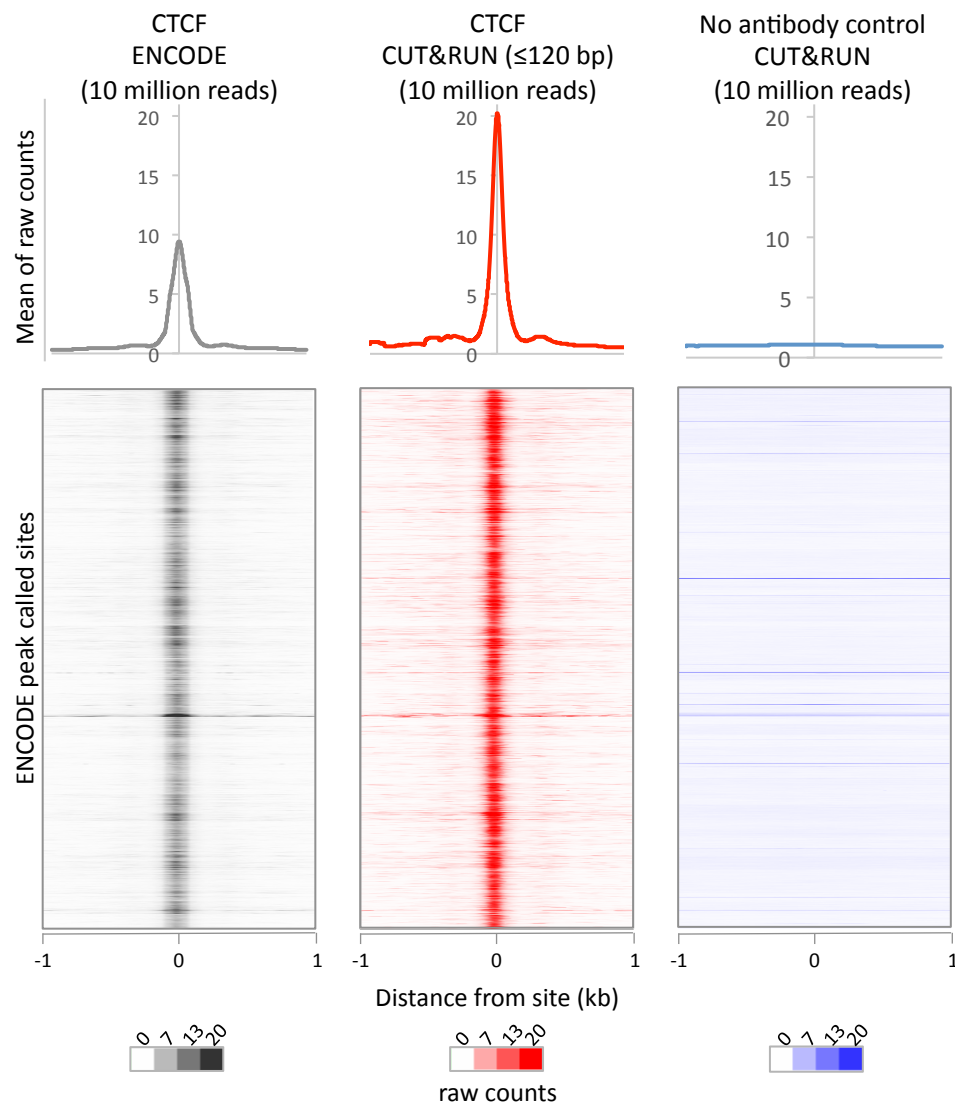 CTCF
ENCODE
(10 million reads)
CTCF
CUT&RUN (≤120 bp)
(10 million reads)
No antibody control
CUT&RUN
(10 million reads)
Mean of raw counts
20
15
10
5
0
20
15
10
5
0
20
15
10
5
0
ENCODE peak called sites
-1 0 1
-1 0 1
-1 0 1
Distance from site (kb)
0 7 13 20
0 7 13 20
0 7 13 20
raw counts